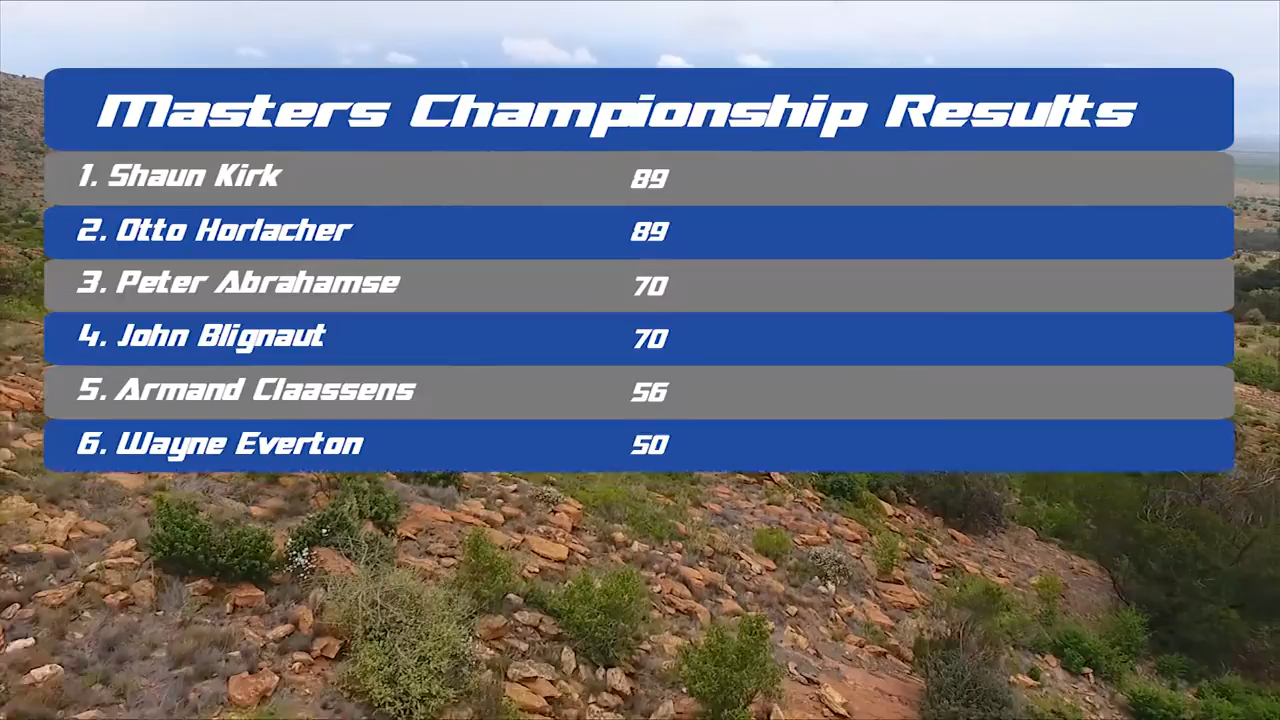 Masters Championship Results
1. Shaun Kirk 89
2. Otto Horlacher 89
3. Peter Abrahamse 70
4. John Blignaut 70
5. Armand Claassens 56
6. Wayne Everton 50